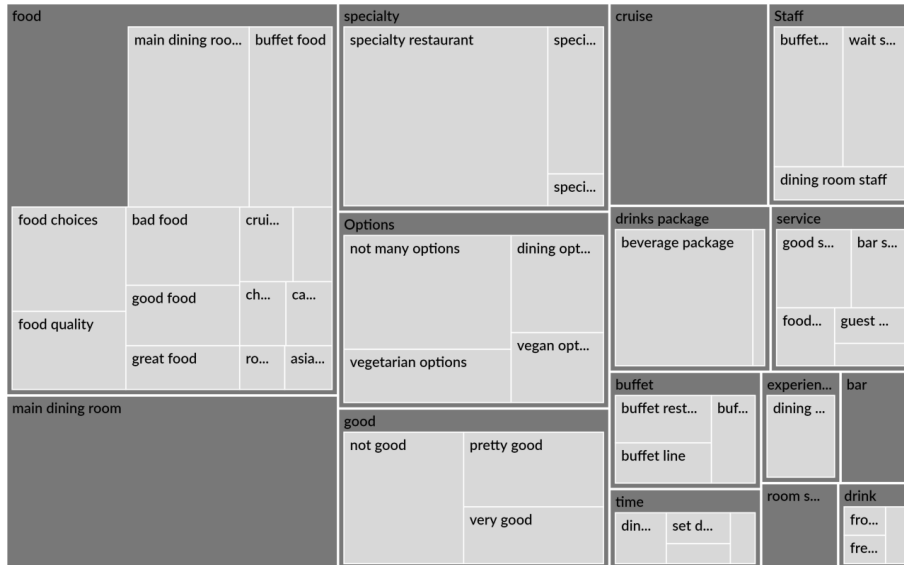 food
main dining roo...
buffet food
food choices
bad food
crui...
good food
ch...
ca...
food quality
great food
ro...
asia...
main dining room
specialty
specialty restaurant
speci...
speci...
Options
not many options
dining opt...
vegetarian options
vegan opt...
good
not good
pretty good
very good
cruise
Staff
buffet...
wait s...
dining room staff
drinks package
beverage package
service
good s...
bar s...
food...
guest ...
buffet
buffet rest...
buf...
buffet line
experien...
dining ...
bar
time
din...
set d...
room s...
drink
fro...
fre...